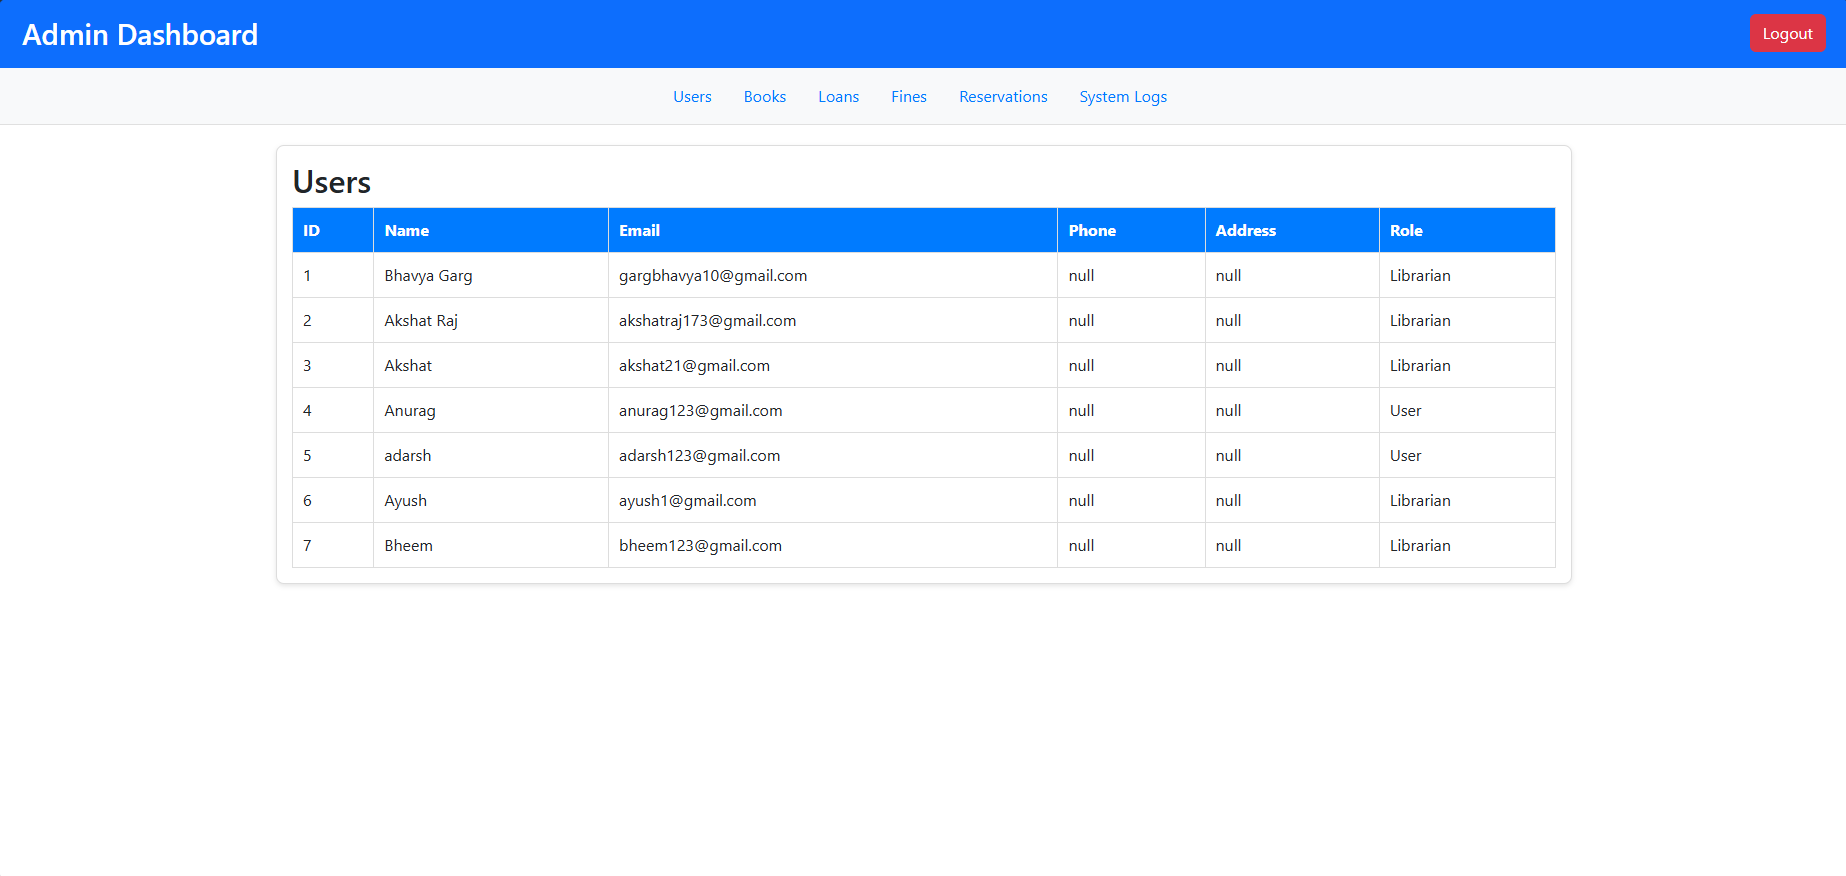 Admin Dashboard Logout
Users Books Loans Fines Reservations System Logs
Users
ID Name Email Phone Address Role
1 Bhavya Garg gargbhavya10@gmail.com null null Librarian
2 Akshat Raj akshatraj173@gmail.com null null Librarian
3 Akshat akshat21@gmail.com null null Librarian
4 Anurag anurag123@gmail.com null null User
5 adarsh adarsh123@gmail.com null null User
6 Ayush ayush1@gmail.com null null Librarian
7 Bheem bheem123@gmail.com null null Librarian